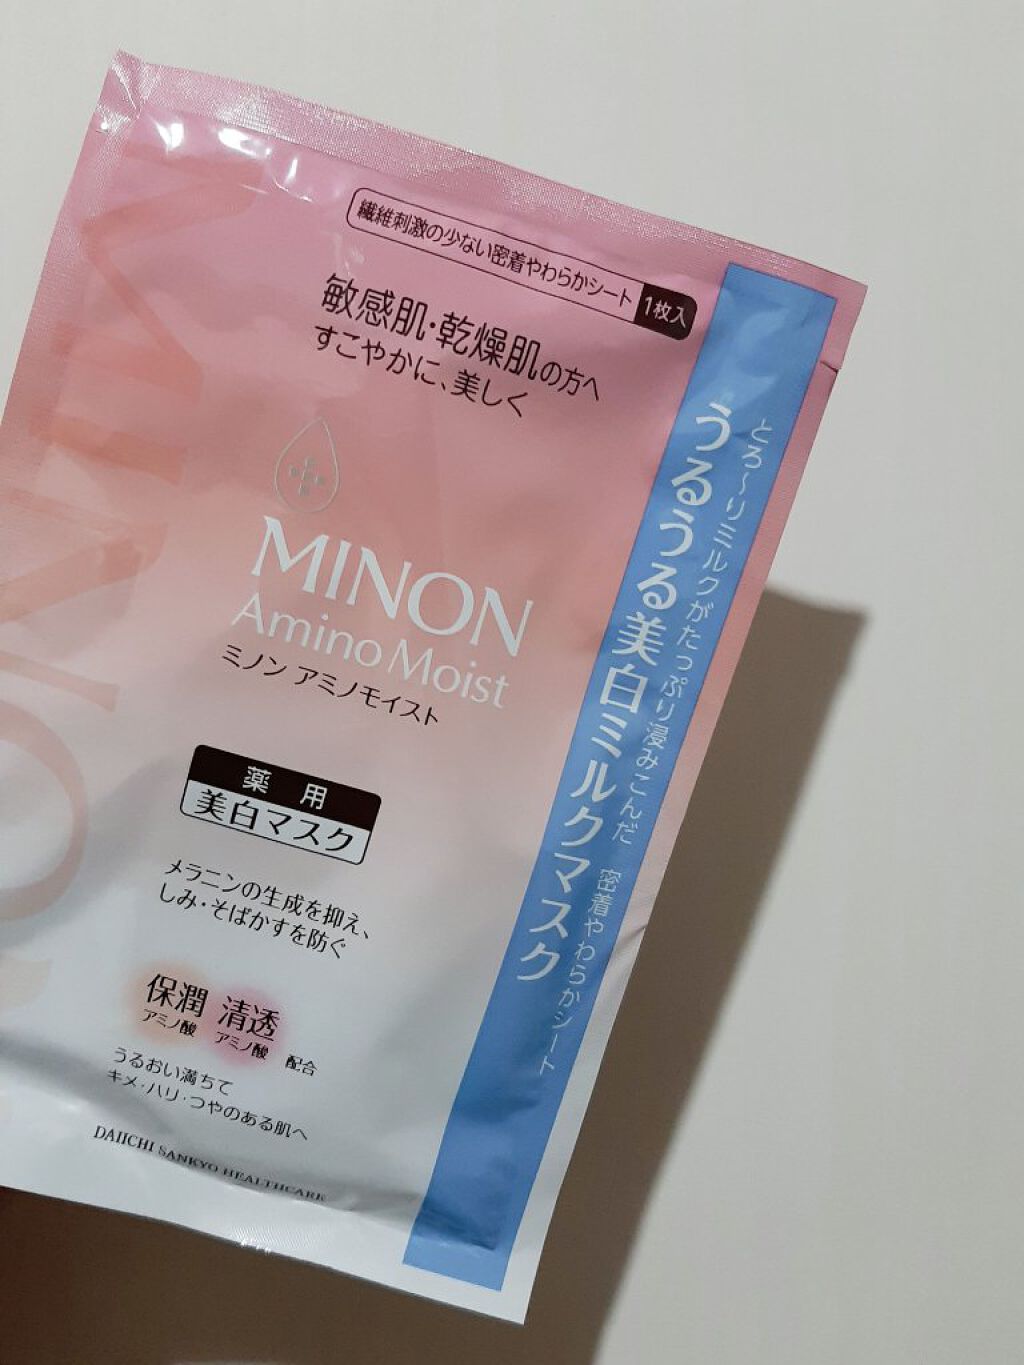 繊維刺激の少ない密着やわらかシート 1枚入
敏感肌・乾燥肌の方へ
すこやかに、美しく
MINON
Amino Moist
ミノン アミノモイスト
薬用
美白マスク
メラニンの生成を抑え、
しみ・そばかすを防ぐ
保潤 清透
アミノ酸 アミノ酸 配合
うるおい満ちて
キメ・ハリ・つやのある肌へ
DAIICHI SANKYO HEALTHCARE
とろ〜りミルクがたっぷり浸みこんだ 密着やわらかシート
うるうる美白ミルクマスク
MINON